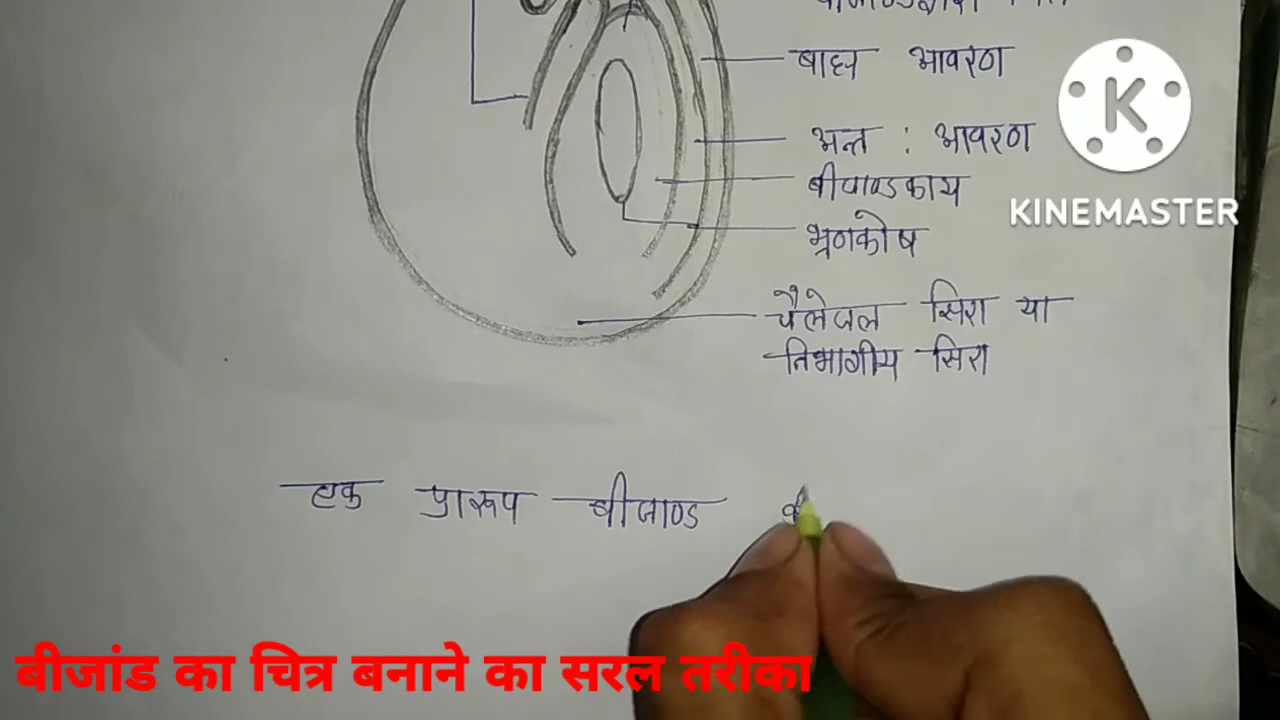 बाह्य आवरण
अन्त : आवरण
बीजाण्डकाय
भ्रूणकोष
चैलेजल सिरा या
निभागीय सिरा
एक प्रारूप बीजाण्ड
KINEMASTER
बीजांड का चित्र बनाने का सरल तरीका